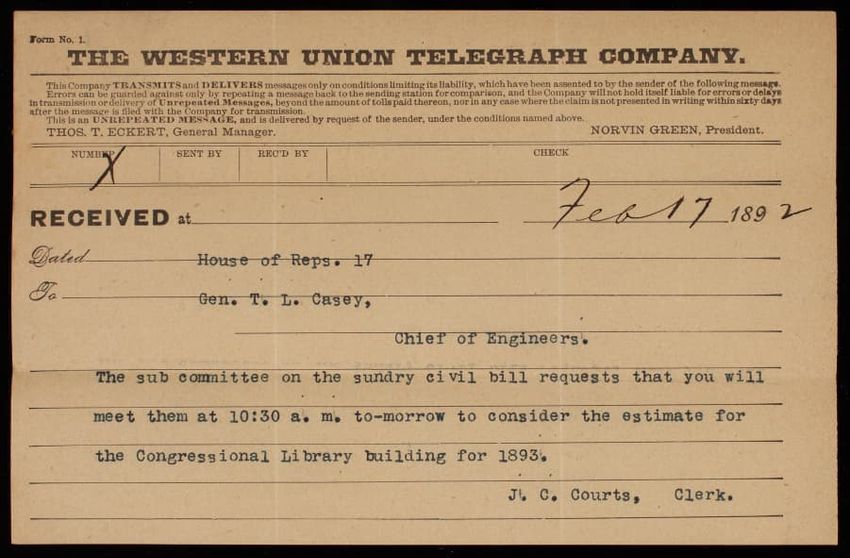 Form No. 1.
THE WESTERN UNION TELEGRAPH COMPANY.
This Company TRANSMITS and DELIVERS messages only on conditions limiting its liability, which have been assented to by the sender of the following message.
Errors can be guarded against only by repeating a message back to the sending station for comparison, and the Company will not hold itself liable for errors or delays
in transmission or delivery of Unrepeated Messages, beyond the amount of tolls paid thereon, nor in any case where the claim is not presented in writing within sixty days
after the message is filed with the Company for transmission.
This is an UNREPEATED MESSAGE, and is delivered by request of the sender, under the conditions named above.
THOS. T. ECKERT, General Manager. NORVIN GREEN, President.
NUMBER SENT BY REC'D BY CHECK
X
RECEIVED at Feb 17 1892
Dated House of Reps. 17
To Gen. T. L. Casey,
Chief of Engineers.
The sub committee on the sundry civil bill requests that you will
meet them at 10:30 a. m. to-morrow to consider the estimate for
the Congressional Library building for 1893.
J. C. Courts, Clerk.